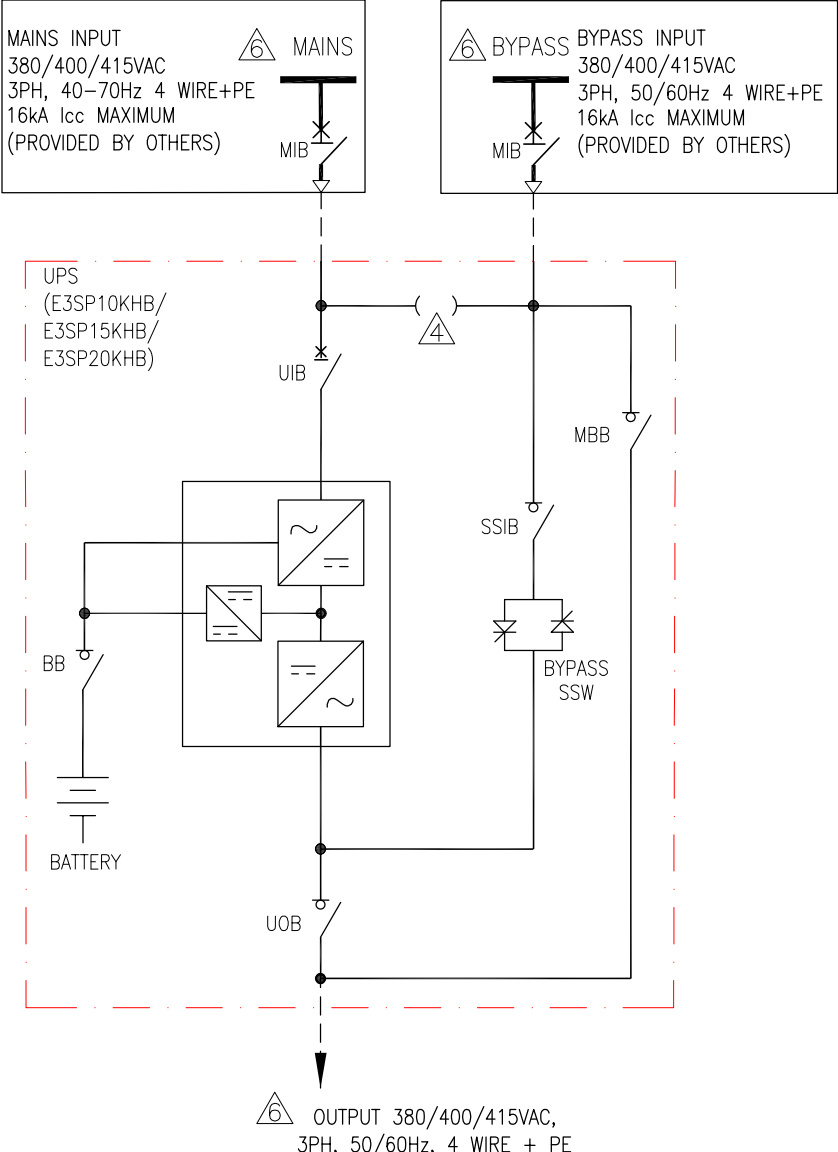 MAINS INPUT
380/400/415VAC
3PH, 40-70Hz 4 WIRE+PE
16kA Icc MAXIMUM
(PROVIDED BY OTHERS)
6 MAINS
MIB
6 BYPASS
BYPASS INPUT
380/400/415VAC
3PH, 50/60Hz 4 WIRE+PE
16kA Icc MAXIMUM
(PROVIDED BY OTHERS)
MIB
UPS
(E3SP10KHB/
E3SP15KHB/
E3SP20KHB)
4
UIB
MBB
SSIB
BB
BYPASS
SSW
BATTERY
UOB
6 OUTPUT 380/400/415VAC,
3PH, 50/60Hz, 4 WIRE + PE